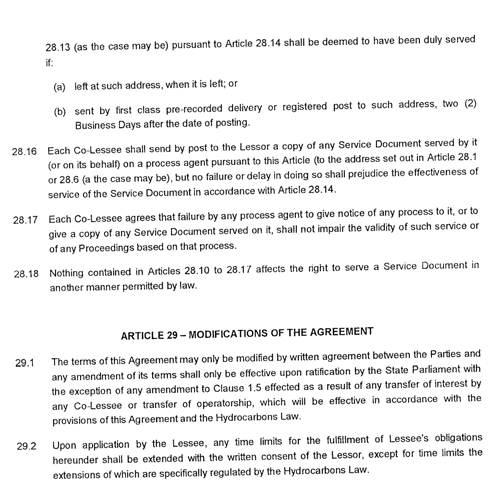 28.13 (as the case may be) pursuant to Article 28.14 shall be deemed to have been duly served
if:
(a) left at such address, when it is left; or
(b) sent by first class pre-recorded delivery or registered post to such address, two (2)
Business Days after the date of posting.
28.16 Each Co-Lessee shall send by post to the Lessor a copy of any Service Document served by it
(or on its behalf) on a process agent pursuant to this Article (to the address set out in Article 28.1
or 28.6 (a the case may be), but no failure or delay in doing so shall prejudice the effectiveness of
service of the Service Document in accordance with Article 28.14.
28.17 Each Co-Lessee agrees that failure by any process agent to give notice of any process to it, or to
give a copy of any Service Document served on it, shall not impair the validity of such service or
of any Proceedings based on that process.
28.18 Nothing contained in Articles 28.10 to 28.17 affects the right to serve a Service Document in
another manner permitted by law.
ARTICLE 29 – MODIFICATIONS OF THE AGREEMENT
29.1 The terms of this Agreement may only be modified by written agreement between the Parties and
any amendment of its terms shall only be effective upon ratification by the State Parliament with
the exception of any amendment to Clause 1.5 effected as a result of any transfer of interest by
any Co-Lessee or transfer of operatorship, which will be effective in accordance with the
provisions of this Agreement and the Hydrocarbons Law.
29.2 Upon application by the Lessee, any time limits for the fulfillment of Lessee's obligations
hereunder shall be extended with the written consent of the Lessor, except for time limits the
extensions of which are specifically regulated by the Hydrocarbons Law.